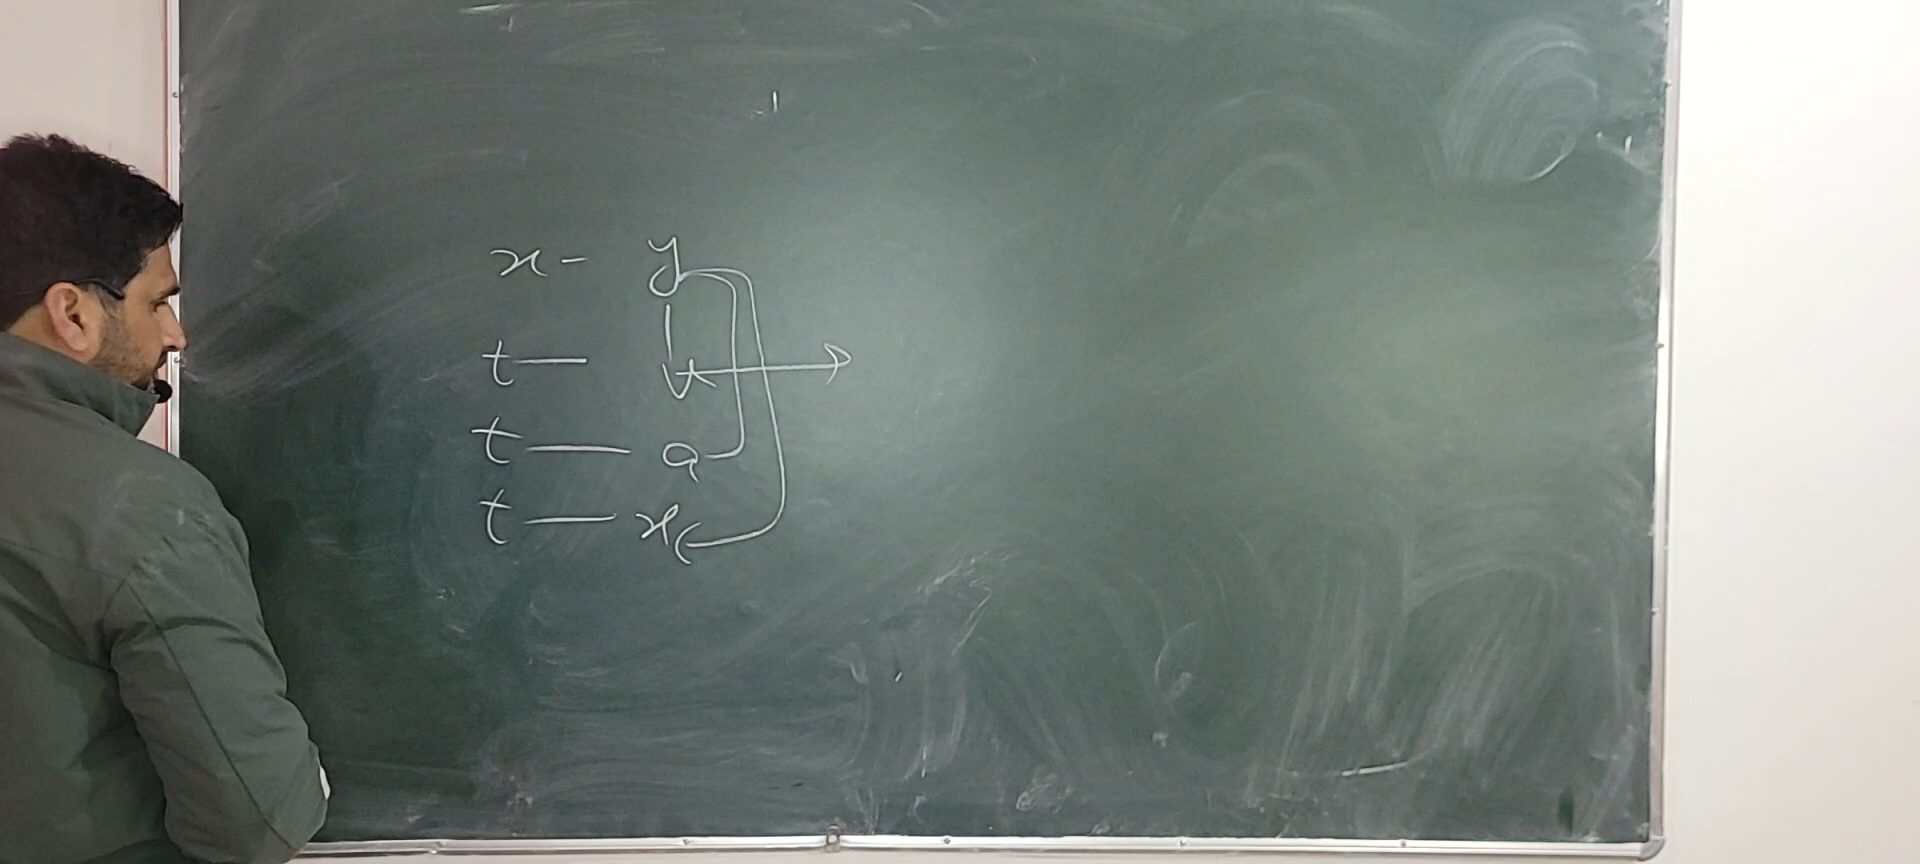 x - y
t — v
t — a
t — x